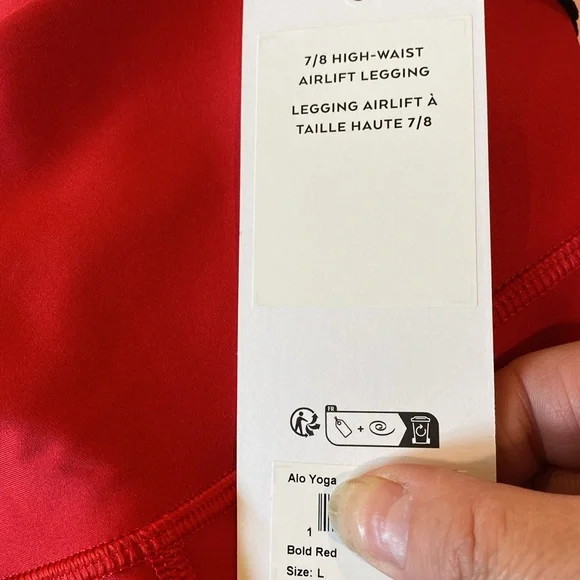 7/8 HIGH-WAIST
AIRLIFT LEGGING
LEGGING AIRLIFT À
TAILLE HAUTE 7/8
FR
+
Alo Yoga
1
Bold Red
Size: L